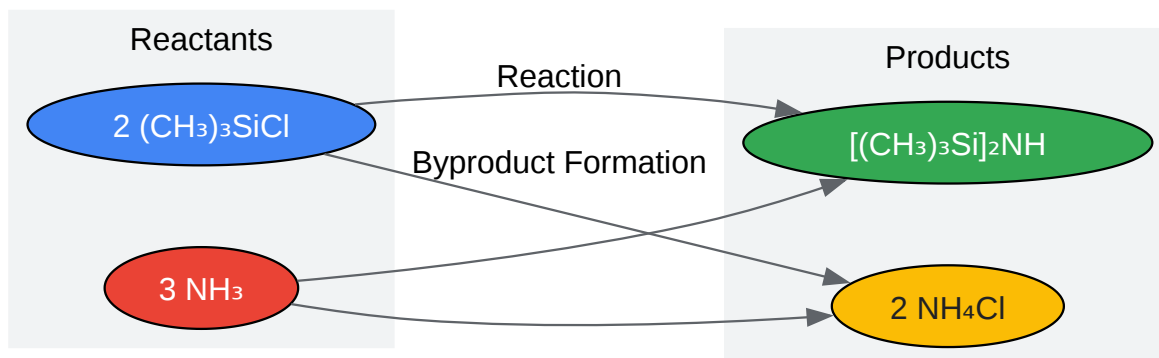 Reactants
Products
Reaction
2 (CH₃)₃SiCl
[(CH₃)₃Si]₂NH
Byproduct Formation
3 NH₃
2 NH₄Cl